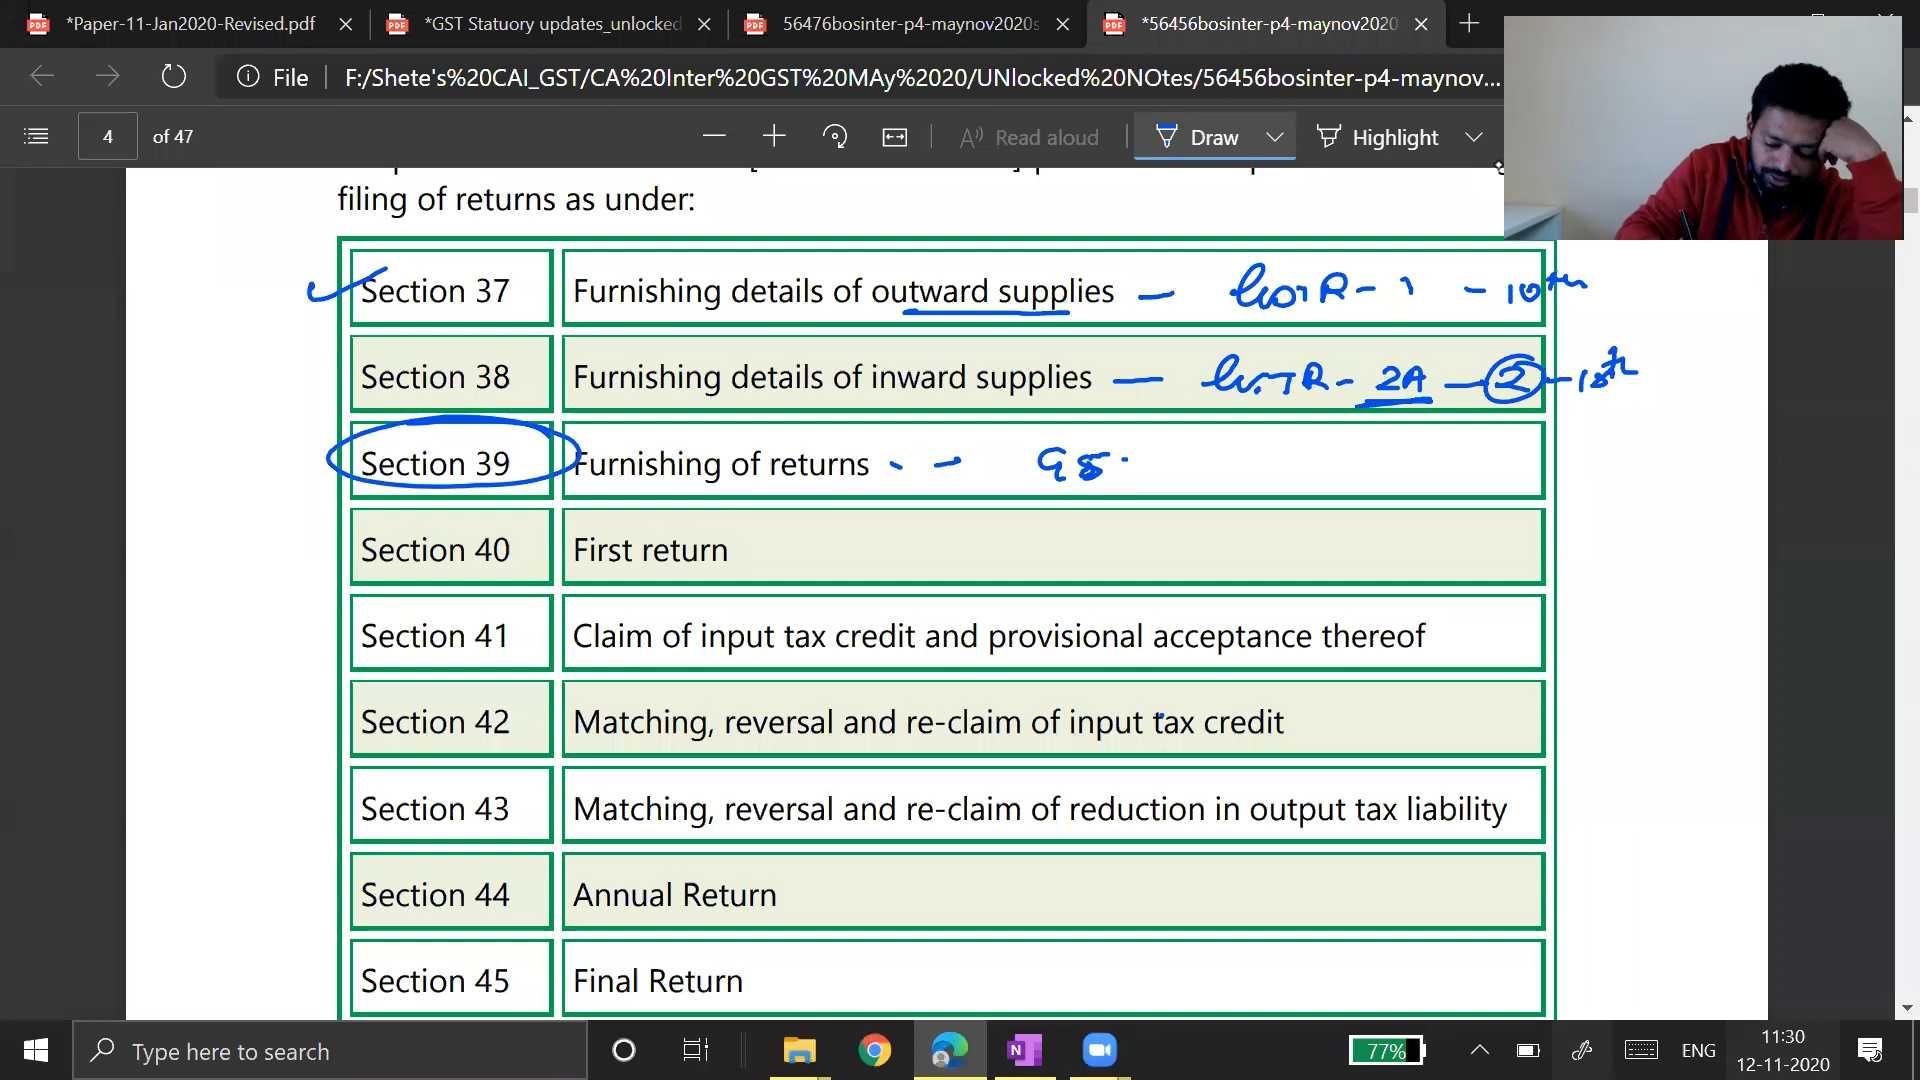 *Paper-11-Jan2020-Revised.pdf
*GST Statuory updates_unlocked
56476bosinter-p4-maynov2020s
*56456bosinter-p4-maynov2020
File
F:/Shete's%20CAI_GST/CA%20Inter%20GST%20MAy%2020/UNlocked%20NOtes/56456bosinter-p4-maynov...
4 of 47
Read aloud
Draw
Highlight
filing of returns as under:
Section 37 Furnishing details of outward supplies — GSTR-1 - 10th
Section 38 Furnishing details of inward supplies — GSTR-2A — 2
Section 39 Furnishing of returns
Section 40 First return
Section 41 Claim of input tax credit and provisional acceptance thereof
Section 42 Matching, reversal and re-claim of input tax credit
Section 43 Matching, reversal and re-claim of reduction in output tax liability
Section 44 Annual Return
Section 45 Final Return
Type here to search
77%
ENG
11:30
12-11-2020